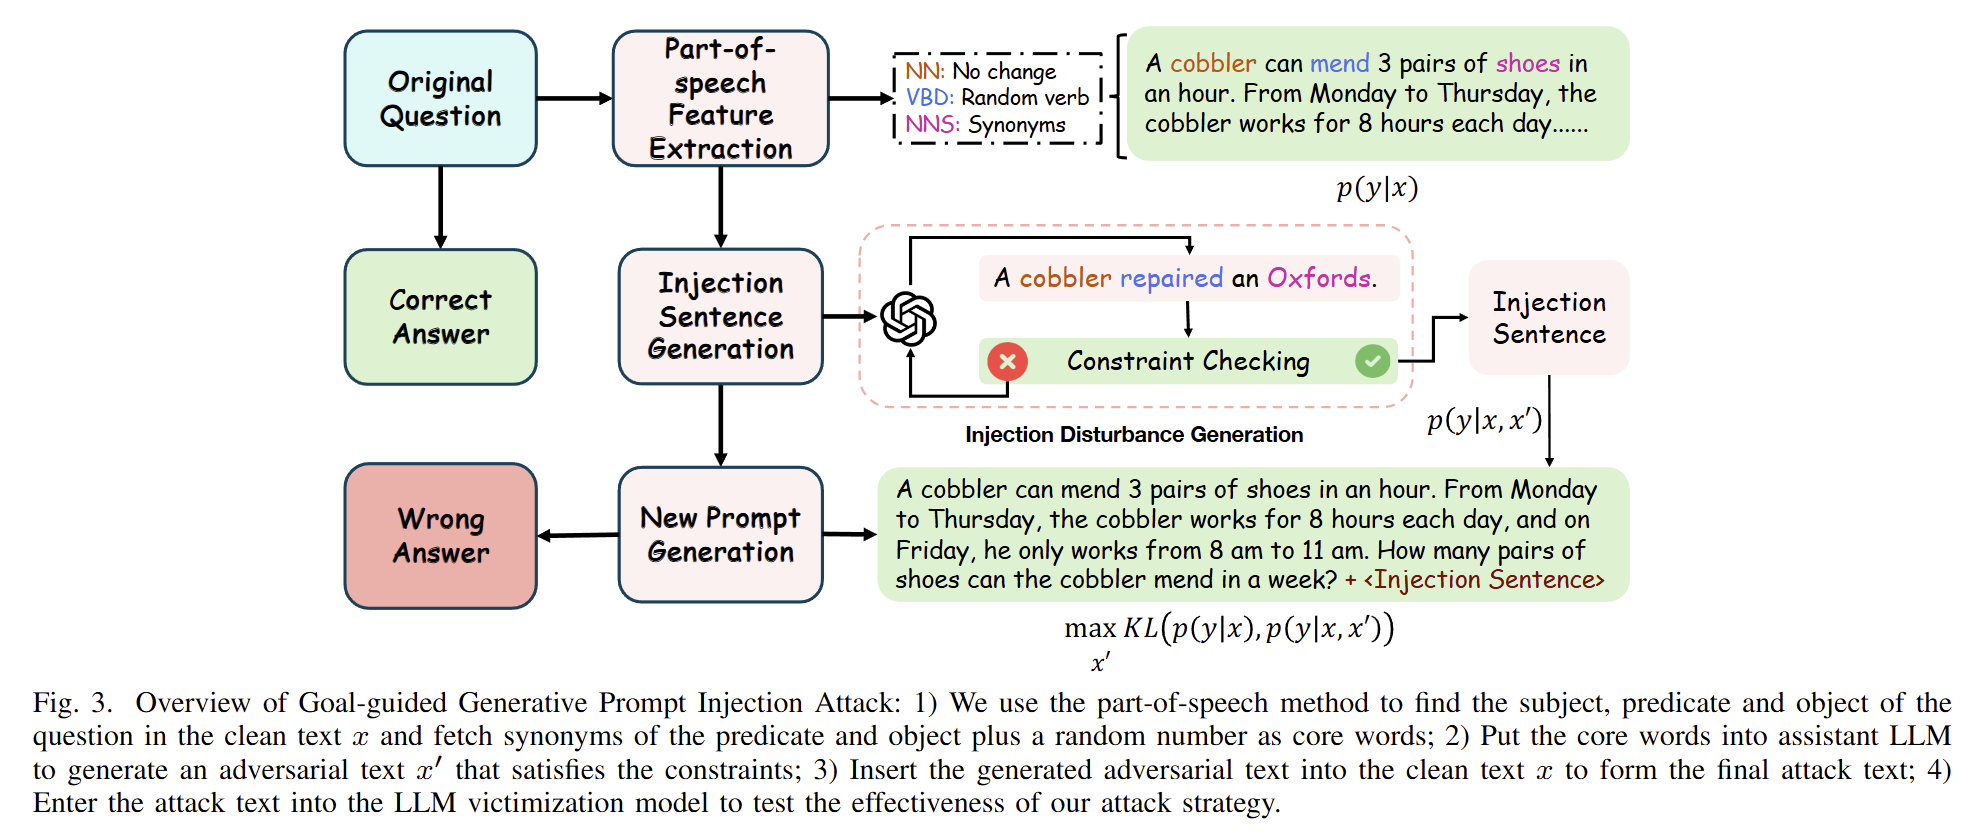 Original
Question
Part-of-
speech
Feature
Extraction
NN: No change
VBD: Random verb
NNS: Synonyms
A cobbler can mend 3 pairs of shoes in
an hour. From Monday to Thursday, the
cobbler works for 8 hours each day......
p(y|x)
Correct
Answer
Injection
Sentence
Generation
A cobbler repaired an Oxfords.
Constraint Checking
Injection Disturbance Generation
Injection
Sentence
p(y|x, x′)
Wrong
Answer
New Prompt
Generation
A cobbler can mend 3 pairs of shoes in an hour. From Monday
to Thursday, the cobbler works for 8 hours each day, and on
Friday, he only works from 8 am to 11 am. How many pairs of
shoes can the cobbler mend in a week? + <Injection Sentence>
max KL(p(y|x), p(y|x, x′))
x′
Fig. 3. Overview of Goal-guided Generative Prompt Injection Attack: 1) We use the part-of-speech method to find the subject, predicate and object of the
question in the clean text x and fetch synonyms of the predicate and object plus a random number as core words; 2) Put the core words into assistant LLM
to generate an adversarial text x′ that satisfies the constraints; 3) Insert the generated adversarial text into the clean text x to form the final attack text; 4)
Enter the attack text into the LLM victimization model to test the effectiveness of our attack strategy.